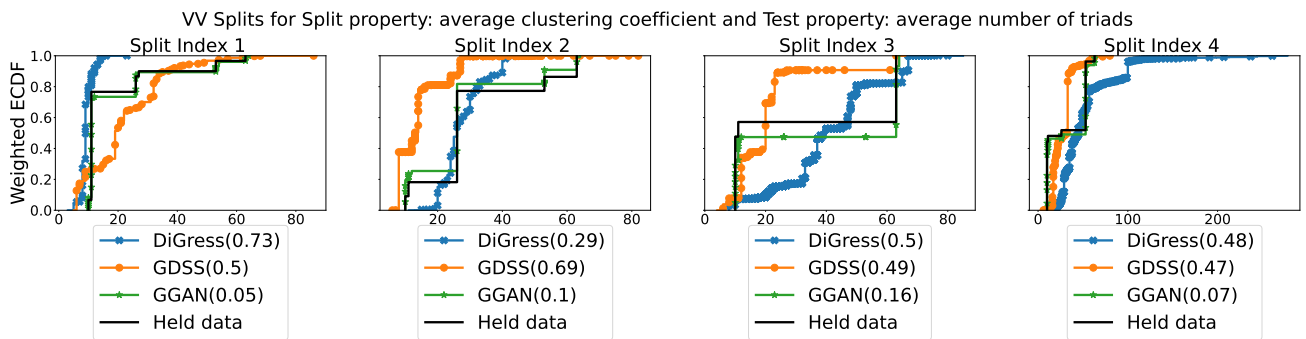 VV Splits for Split property: average clustering coefficient and Test property: average number of triads
Split Index 1 Split Index 2 Split Index 3 Split Index 4
Weighted ECDF
1.0
0.8
0.6
0.4
0.2
0.0
0 20 40 60 80
20 40 60 80
0 20 40 60 80
0 100 200
DiGress(0.73)
GDSS(0.5)
GGAN(0.05)
Held data
DiGress(0.29)
GDSS(0.69)
GGAN(0.1)
Held data
DiGress(0.5)
GDSS(0.49)
GGAN(0.16)
Held data
DiGress(0.48)
GDSS(0.47)
GGAN(0.07)
Held data